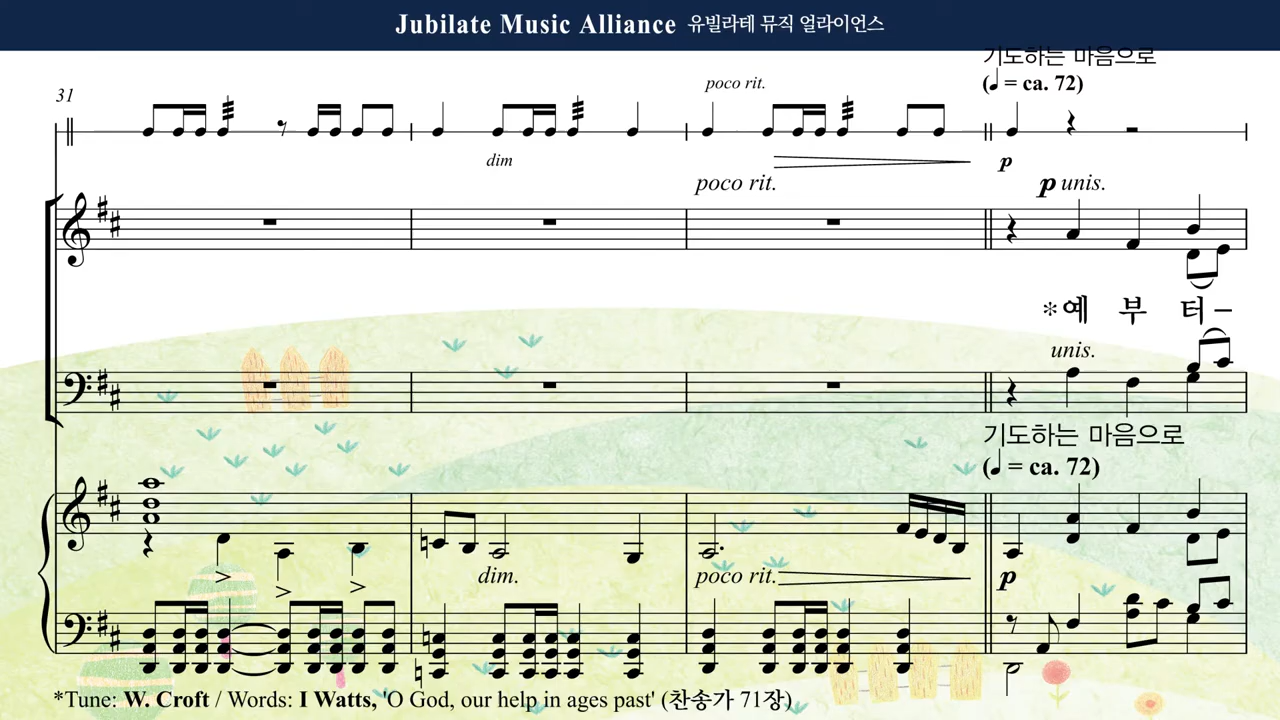 Jubilate Music Alliance 유빌라테 뮤직 얼라이언스
기도하는 마음으로
poco rit. (♩ = ca. 72)
31
dim
p
poco rit. p unis.
*예 부 터 –
unis.
기도하는 마음으로
(♩ = ca. 72)
dim. poco rit. p
*Tune: W. Croft / Words: I Watts, 'O God, our help in ages past' (찬송가 71장)